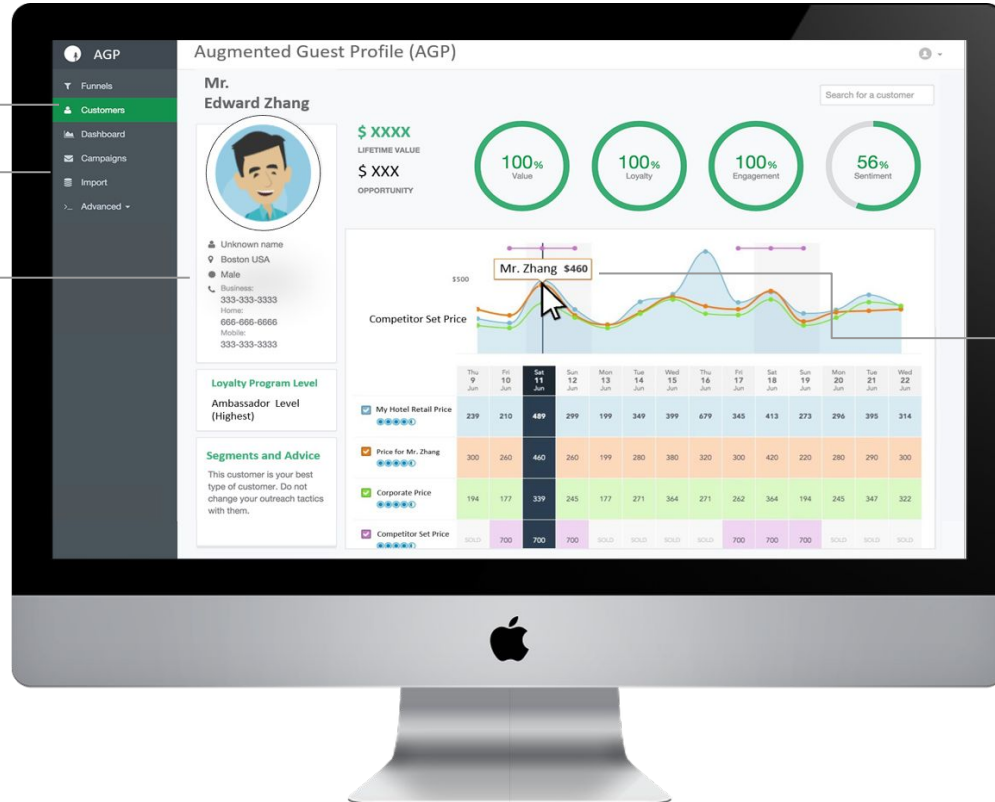 AGP
Augmented Guest Profile (AGP)
Funnels
Customers
Dashboard
Campaigns
Import
Advanced
Mr.
Edward Zhang
Search for a customer
$ XXXX
LIFETIME VALUE
$ XXX
OPPORTUNITY
100%
Value
100%
Loyalty
100%
Engagement
56%
Sentiment
Unknown name
Boston USA
Male
Business:
333-333-3333
Home:
666-666-6666
Mobile:
333-333-3333
Loyalty Program Level
Ambassador Level
(Highest)
Segments and Advice
This customer is your best
type of customer. Do not
change your outreach tactics
with them.
$500
Mr. Zhang $460
Competitor Set Price
Thu Fri Sat Sun Mon Tue Wed Thu Fri Sat Sun Mon Tue Wed
9 10 11 12 13 14 15 16 17 18 19 20 21 22
Jun Jun Jun Jun Jun Jun Jun Jun Jun Jun Jun Jun Jun Jun
My Hotel Retail Price 239 210 489 299 199 349 399 679 345 413 273 296 395 314
Price for Mr. Zhang 300 260 460 260 199 280 380 320 300 420 220 280 290 300
Corporate Price 194 177 339 245 177 271 364 271 262 364 194 245 347 322
Competitor Set Price SOLD 700 700 700 SOLD SOLD SOLD SOLD 700 700 700 SOLD SOLD SOLD